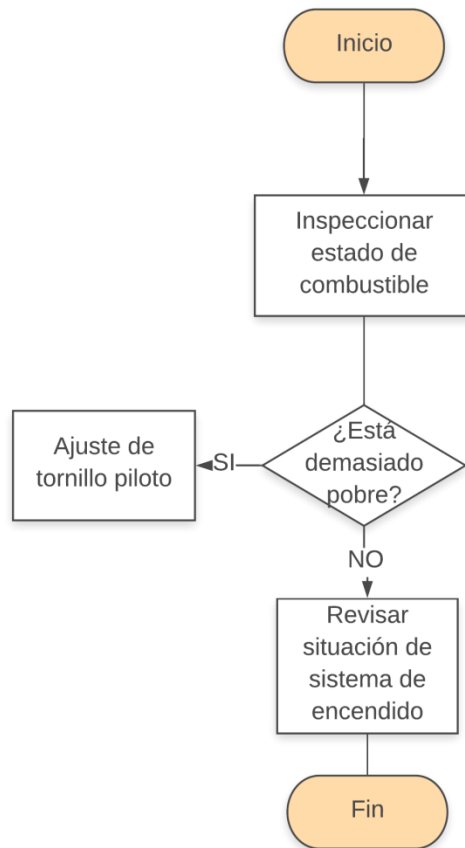 Inicio
Inspeccionar
estado de
combustible
¿Está
demasiado
pobre?
SI
Ajuste de
tornillo piloto
NO
Revisar
situación de
sistema de
encendido
Fin